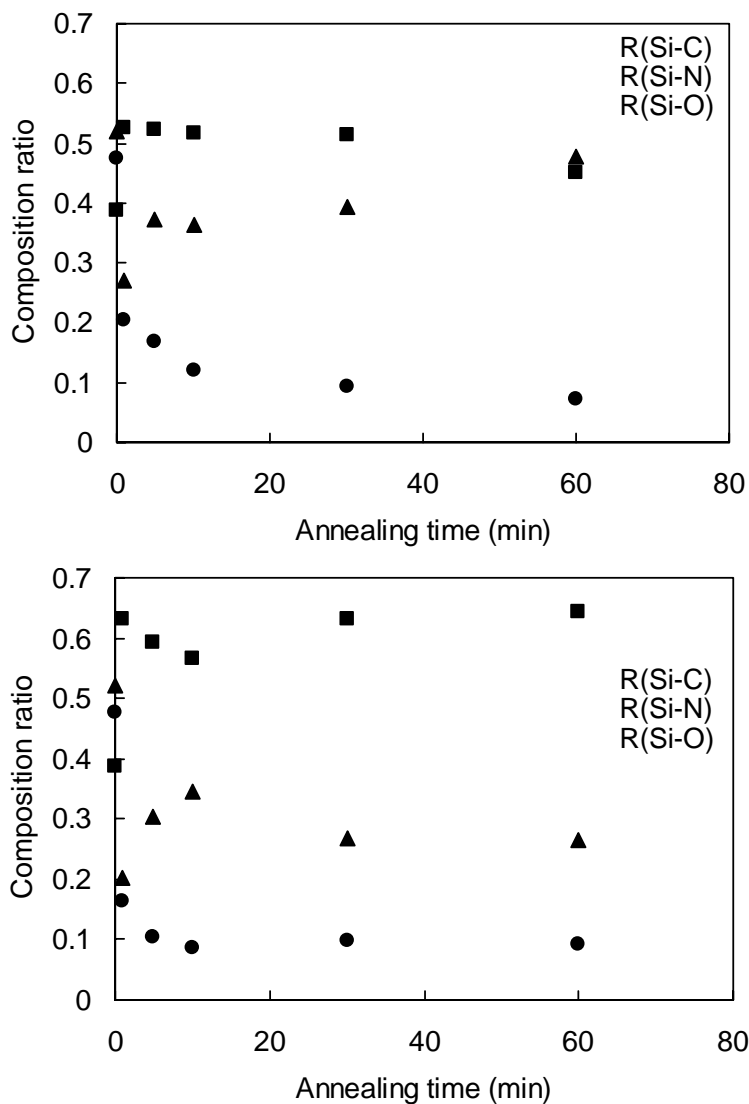 0.7
0.6
0.5
0.4
0.3
0.2
0.1
0
Composition ratio
R(Si-C)
R(Si-N)
R(Si-O)
0 20 40 60 80
Annealing time (min)
0.7
0.6
0.5
0.4
0.3
0.2
0.1
0
Composition ratio
R(Si-C)
R(Si-N)
R(Si-O)
0 20 40 60 80
Annealing time (min)